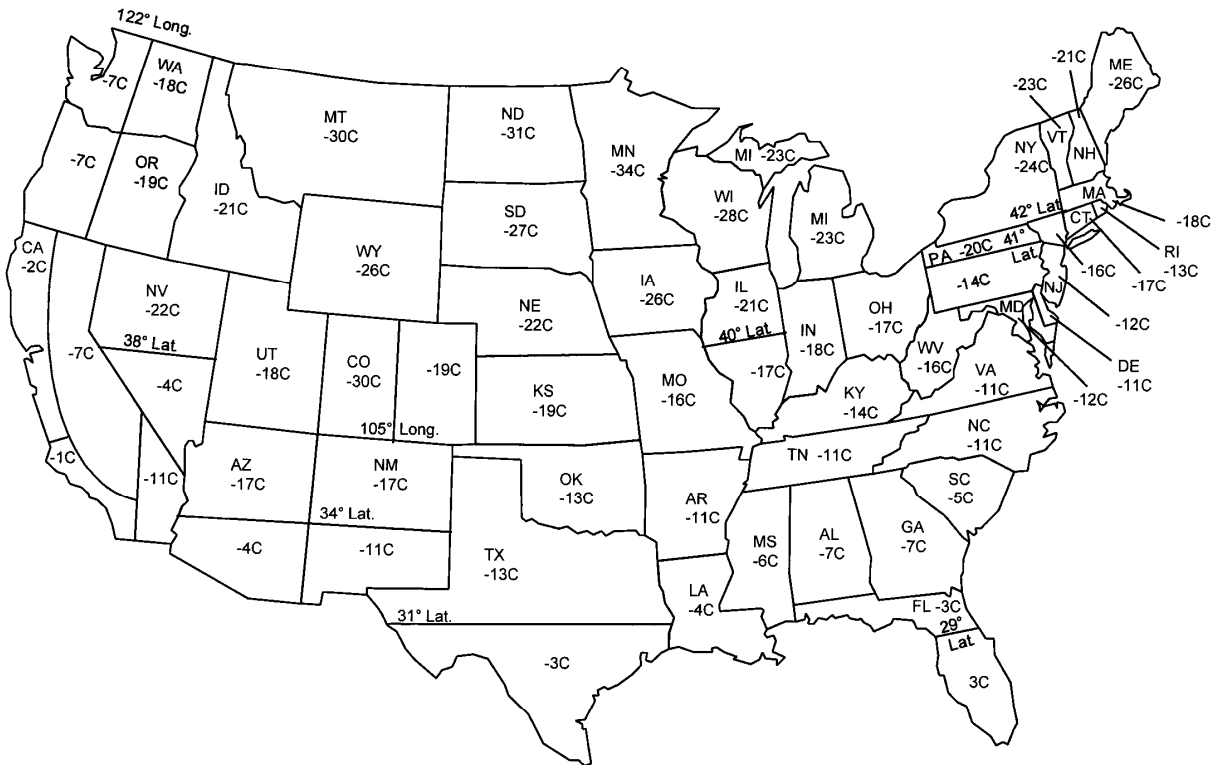 122° Long.
-7C
WA
-18C
-7C
OR
-19C
ID
-21C
MT
-30C
ND
-31C
MN
-34C
SD
-27C
WY
-26C
WI
-28C
MI -23C
MI
-23C
-23C
-21C
ME
-26C
VT
NH
NY
-24C
MA
42° Lat
CT
-18C
RI
-13C
-17C
-16C
PA -20C 41°
Lat
-14C
NJ
-12C
MD
DE
-11C
-12C
CA
-2C
NV
-22C
38° Lat.
-7C
-4C
-1C
-11C
UT
-18C
CO
-30C
-19C
105° Long.
NE
-22C
IA
-26C
IL
-21C
40° Lat.
-17C
IN
-18C
OH
-17C
WV
-16C
VA
-11C
KS
-19C
MO
-16C
KY
-14C
NC
-11C
TN -11C
SC
-5C
AZ
-17C
NM
-17C
34° Lat.
-4C
-11C
OK
-13C
AR
-11C
MS
-6C
AL
-7C
GA
-7C
TX
-13C
31° Lat.
-3C
LA
-4C
FL -3C
29°
Lat
3C